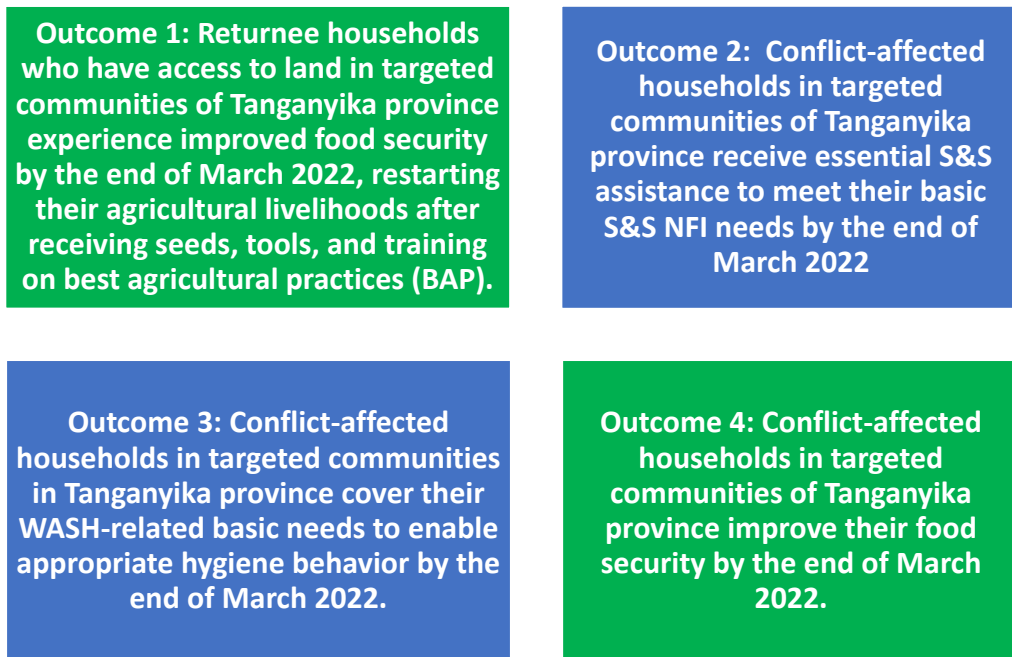 Outcome 1: Returnee households
who have access to land in targeted
communities of Tanganyika province
experience improved food security
by the end of March 2022, restarting
their agricultural livelihoods after
receiving seeds, tools, and training
on best agricultural practices (BAP).
Outcome 2:  Conflict-affected
households in targeted
communities of Tanganyika
province receive essential S&S
assistance to meet their basic
S&S NFI needs by the end of
March 2022
Outcome 3: Conflict-affected
households in targeted communities
in Tanganyika province cover their
WASH-related basic needs to enable
appropriate hygiene behavior by the
end of March 2022.
Outcome 4: Conflict-affected
households in targeted
communities of Tanganyika
province improve their food
security by the end of March
2022.